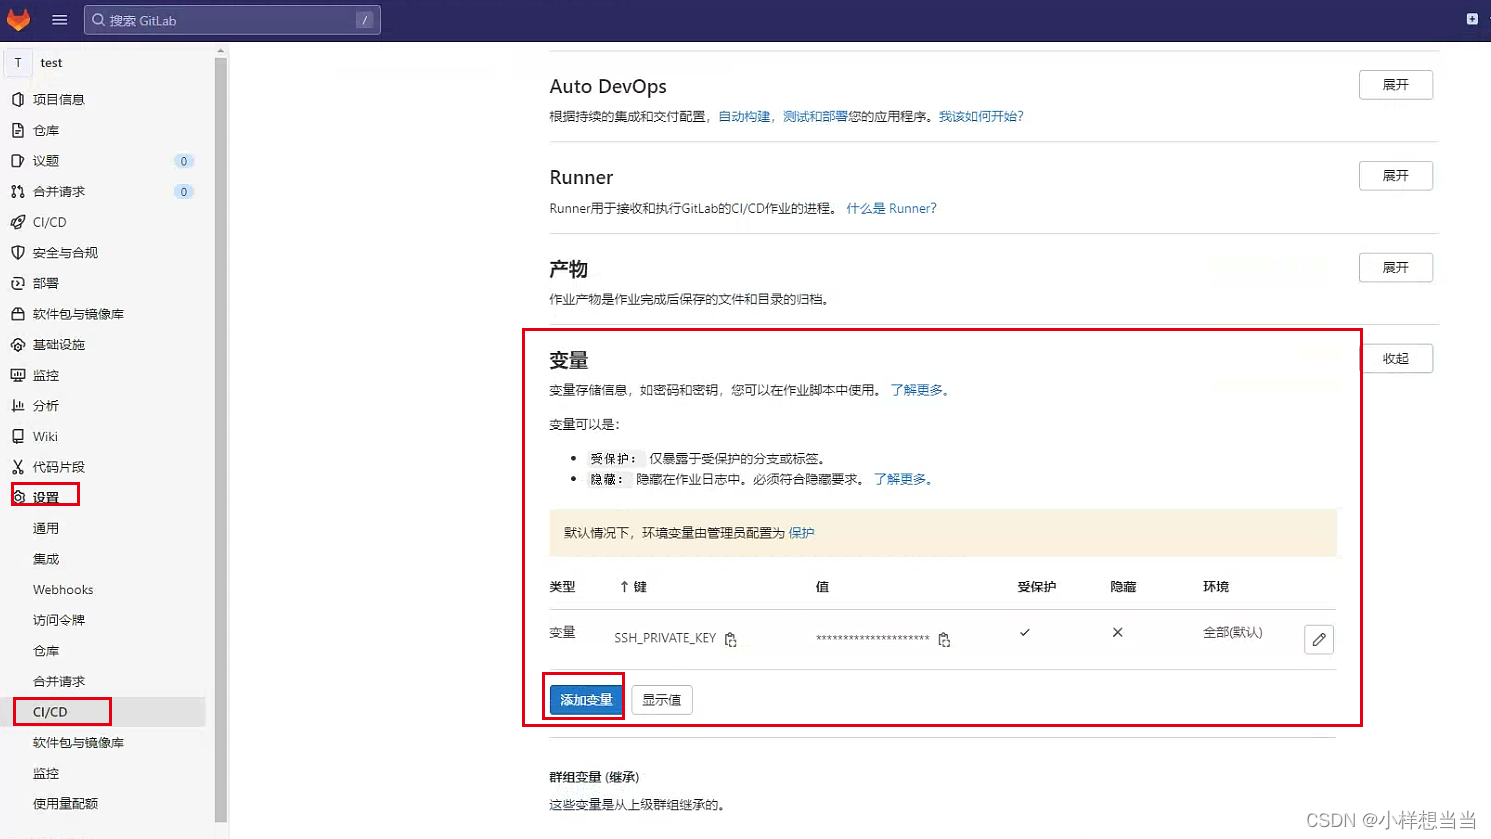 搜索 GitLab
/
T test
项目信息
仓库
议题 0
合并请求 0
CI/CD
安全与合规
部署
软件包与镜像库
基础设施
监控
分析
Wiki
代码片段
设置
通用
集成
Webhooks
访问令牌
仓库
合并请求
CI/CD
软件包与镜像库
监控
使用量配额
Auto DevOps
展开
根据持续的集成和交付配置，自动构建，测试和部署您的应用程序。我该如何开始？
Runner
展开
Runner用于接收和执行GitLab的CI/CD作业的进程。 什么是 Runner？
产物
展开
作业产物是作业完成后保存的文件和目录的归档。
变量
收起
变量存储信息，如密码和密钥，您可以在作业脚本中使用。 了解更多。
变量可以是：
• 受保护： 仅暴露于受保护的分支或标签。
• 隐藏： 隐藏在作业日志中。必须符合隐藏要求。 了解更多。
默认情况下，环境变量由管理员配置为 保护
类型 ↑ 键 值 受保护 隐藏 环境
变量 SSH_PRIVATE_KEY ********************* ✓ ✕ 全部(默认)
添加变量 显示值
群组变量 (继承)
这些变量是从上级群组继承的。
CSDN @小样想当当